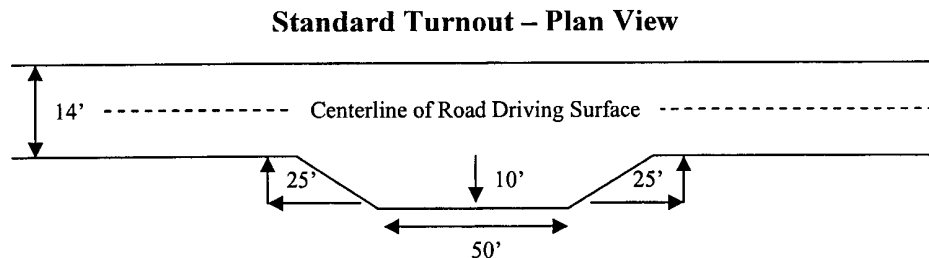 Standard Turnout – Plan View
14'
Centerline of Road Driving Surface
25'
10'
25'
50'